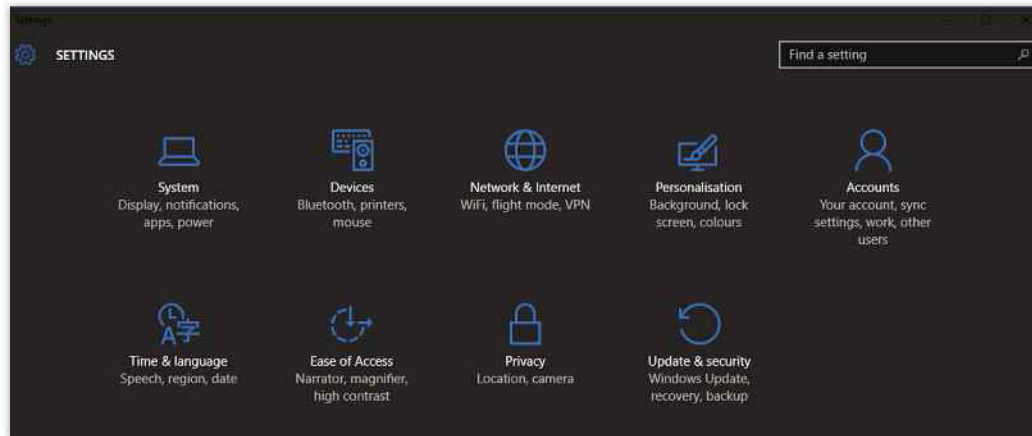 Settings
SETTINGS
Find a setting
System
Display, notifications,
apps, power
Devices
Bluetooth, printers,
mouse
Network & Internet
WiFi, flight mode, VPN
Personalisation
Background, lock
screen, colours
Accounts
Your account, sync
settings, work, other
users
Time & language
Speech, region, date
Ease of Access
Narrator, magnifier,
high contrast
Privacy
Location, camera
Update & security
Windows Update,
recovery, backup